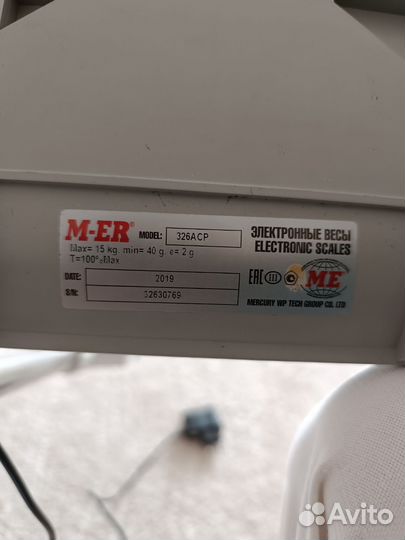 M-ER® MODEL: 326ACP
Max= 15 kg. min= 40 g. e= 2 g
T=100%Max
DATE: 2019
S/N: 32630769
ЭЛЕКТРОННЫЕ ВЕСЫ
ELECTRONIC SCALES
EAC ME
MERCURY WP TECH GROUP CO. LTD
Avito